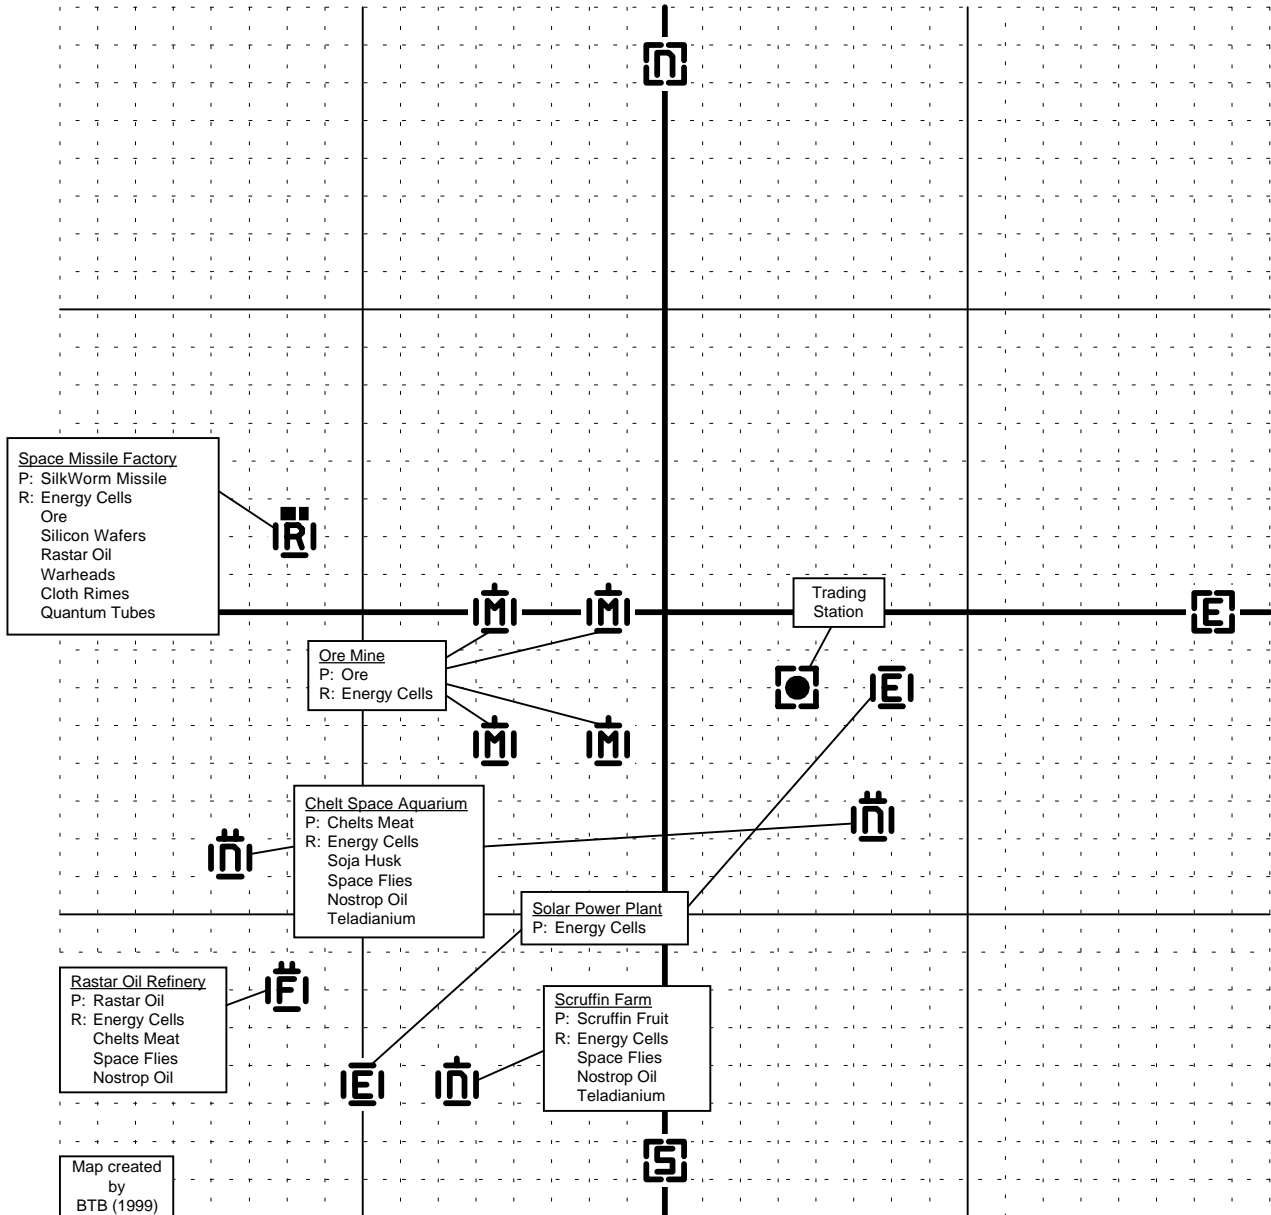 n
Space Missile Factory
P: SilkWorm Missile
R: Energy Cells
Ore
Silicon Wafers
Rastar Oil
Warheads
Cloth Rimes
Quantum Tubes
R
M
M
Trading
Station
E
Ore Mine
P: Ore
R: Energy Cells
E
M
M
Chelt Space Aquarium
P: Chelts Meat
R: Energy Cells
Soja Husk
Space Flies
Nostrop Oil
Teladianium
n
n
Solar Power Plant
P: Energy Cells
Rastar Oil Refinery
P: Rastar Oil
R: Energy Cells
Chelts Meat
Space Flies
Nostrop Oil
F
Scruffin Farm
P: Scruffin Fruit
R: Energy Cells
Space Flies
Nostrop Oil
Teladianium
E
n
S
Map created
by
BTB (1999)